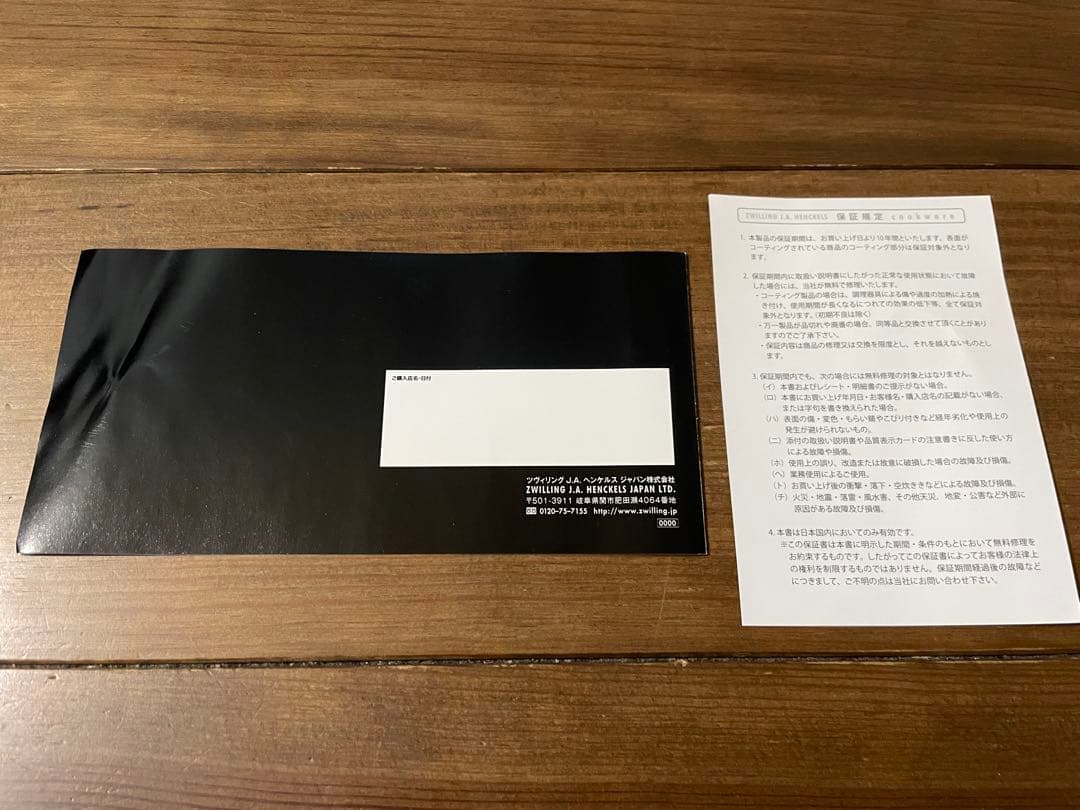 ご購入店名・日付
ツヴィリング J.A. ヘンケルス ジャパン株式会社
ZWILLING J.A. HENCKELS JAPAN LTD.
〒501-3911 岐阜県関市肥田瀬4064番地
0120-75-7155 http://www.zwilling.jp
0000
ZWILLING J.A. HENCKELS 保証規定 cookware
1. 本製品の保証期間は、お買い上げ日より10年間といたします。表面が
コーティングされている商品のコーティング部分は保証対象外となり
ます。
2. 保証期間内に取扱い説明書にしたがった正常な使用状態において故障
した場合には、当社が無料で修理いたします。
・コーティング製品の場合は、調理器具による傷や過度の加熱による焼
き付け、使用期間が長くなるにつれての効果の低下等、全て保証対
象外となります。(初期不良は除く)
・万一製品が品切れや廃番の場合、同等品と交換させて頂くことがあり
ますのでご了承下さい。
・保証内容は商品の修理又は交換を限度とし、それを越えないものとし
ます。
3. 保証期間内でも、次の場合には無料修理の対象とはなりません。
(イ) 本書およびレシート・明細書のご提示がない場合。
(ロ) 本書にお買い上げ年月日・お客様名・購入店名の記載がない場合、
または字句を書き換えられた場合。
(ハ) 表面の傷・変色・もらい錆やこびり付きなど経年劣化や使用上の
発生が避けられないもの。
(ニ) 添付の取扱い説明書や品質表示カードの注意書きに反した使い方
による故障や損傷。
(ホ) 使用上の誤り、改造または故意に破損した場合の故障及び損傷。
(ヘ) 業務使用によるご使用。
(ト) お買い上げ後の衝撃・落下・空炊ききなどによる故障及び損傷。
(チ) 火災・地震・落雷・風水害、その他天災、地変・公害など外部に
原因がある故障及び損傷。
4. 本書は日本国内においてのみ有効です。
※この保証書は本書に明示した期間・条件のもとにおいて無料修理を
お約束するものです。したがってこの保証書によってお客様の法律上
の権利を制限するものではありません。保証期間経過後の故障など
につきまして、ご不明の点は当社にお問い合わせ下さい。